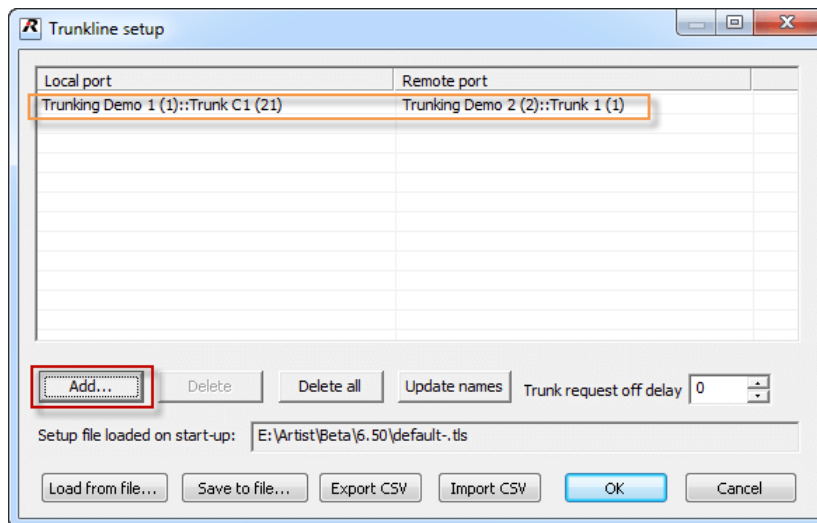 Trunkline setup
Local port Remote port
Trunking Demo 1 (1)::Trunk C1 (21) Trunking Demo 2 (2)::Trunk 1 (1)
Add... Delete Delete all Update names Trunk request off delay 0
Setup file loaded on start-up: E:\Artist\Beta\6.50\default-.tls
Load from file... Save to file... Export CSV Import CSV OK Cancel